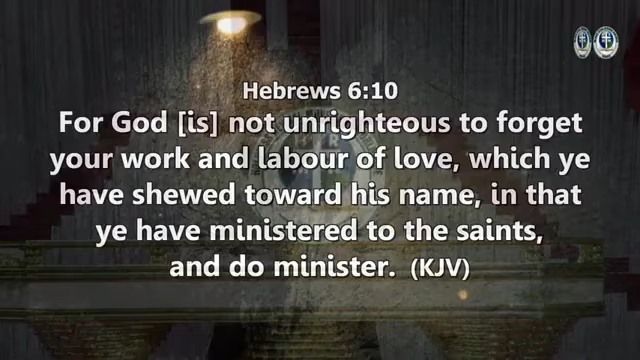 Hebrews 6:10
For God [is] not unrighteous to forget
your work and labour of love, which ye
have shewed toward his name, in that
ye have ministered to the saints,
and do minister. (KJV)